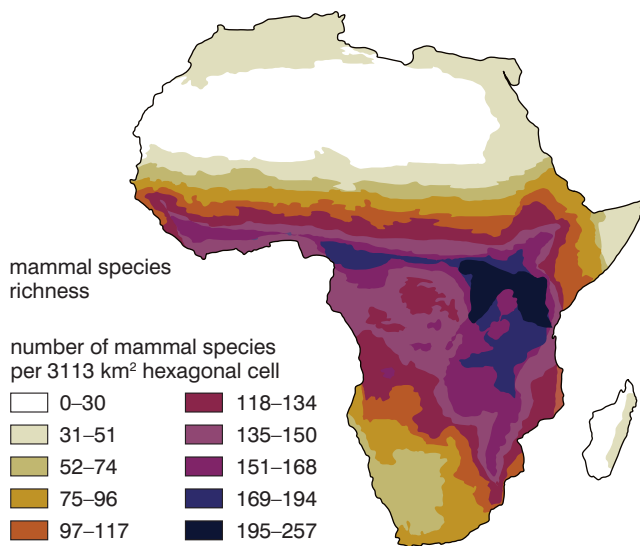 mammal species
richness
number of mammal species
per 3113 km² hexagonal cell
0–30
31–51
52–74
75–96
97–117
118–134
135–150
151–168
169–194
195–257